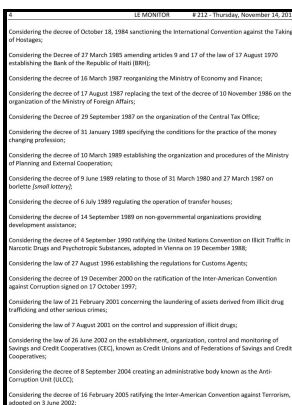 4 LE MONITOR # 212 - Thursday, November 14, 201
Considering the decree of October 18, 1984 sanctioning the International Convention against the Taking
of Hostages;
Considering the Decree of 27 March 1985 amending articles 9 and 17 of the law of 17 August 1970
establishing the Bank of the Republic of Haiti (BRH);
Considering the decree of 16 March 1987 reorganizing the Ministry of Economy and Finance;
Considering the decree of 17 August 1987 replacing the text of the decree of 10 November 1986 on the
organization of the Ministry of Foreign Affairs;
Considering the Decree of 29 September 1987 on the organization of the Central Tax Office;
Considering the decree of 31 January 1989 specifying the conditions for the practice of the money
changing profession;
Considering the decree of 10 March 1989 establishing the organization and procedures of the Ministry
of Planning and External Cooperation;
Considering the decree of 9 June 1989 relating to those of 31 March 1980 and 27 March 1987 on
borlette [small lottery];
Considering the decree of 6 July 1989 regulating the operation of transfer houses;
Considering the decree of 14 September 1989 on non-governmental organizations providing
development assistance;
Considering the decree of 4 September 1990 ratifying the United Nations Convention on Illicit Traffic in
Narcotic Drugs and Psychotropic Substances, adopted in Vienna on 19 December 1988;
Considering the law of 27 August 1996 establishing the regulations for Customs Agents;
Considering the decree of 19 December 2000 on the ratification of the Inter-American Convention
against Corruption signed on 17 October 1997;
Considering the law of 21 February 2001 concerning the laundering of assets derived from illicit drug
trafficking and other serious crimes;
Considering the law of 7 August 2001 on the control and suppression of illicit drugs;
Considering the law of 26 June 2002 on the establishment, organization, control and monitoring of
Savings and Credit Cooperatives (CEC), known as Credit Unions and of Federations of Savings and Credit
Cooperatives;
Considering the decree of 8 September 2004 creating an administrative body known as the Anti-
Corruption Unit (ULCC);
Considering the decree of 16 February 2005 ratifying the Inter-American Convention against Terrorism,
adopted on 3 June 2002;